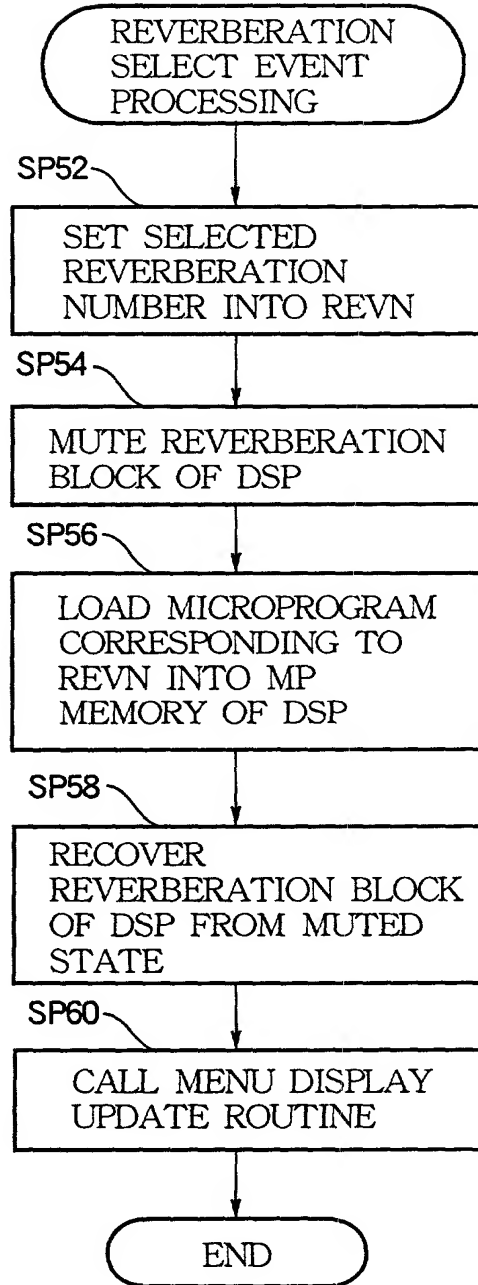 REVERBERATION
SELECT EVENT
PROCESSING
SP52
SET SELECTED
REVERBERATION
NUMBER INTO REVN
SP54
MUTE REVERBERATION
BLOCK OF DSP
SP56
LOAD MICROPROGRAM
CORRESPONDING TO
REVN INTO MP
MEMORY OF DSP
SP58
RECOVER
REVERBERATION BLOCK
OF DSP FROM MUTED
STATE
SP60
CALL MENU DISPLAY
UPDATE ROUTINE
END